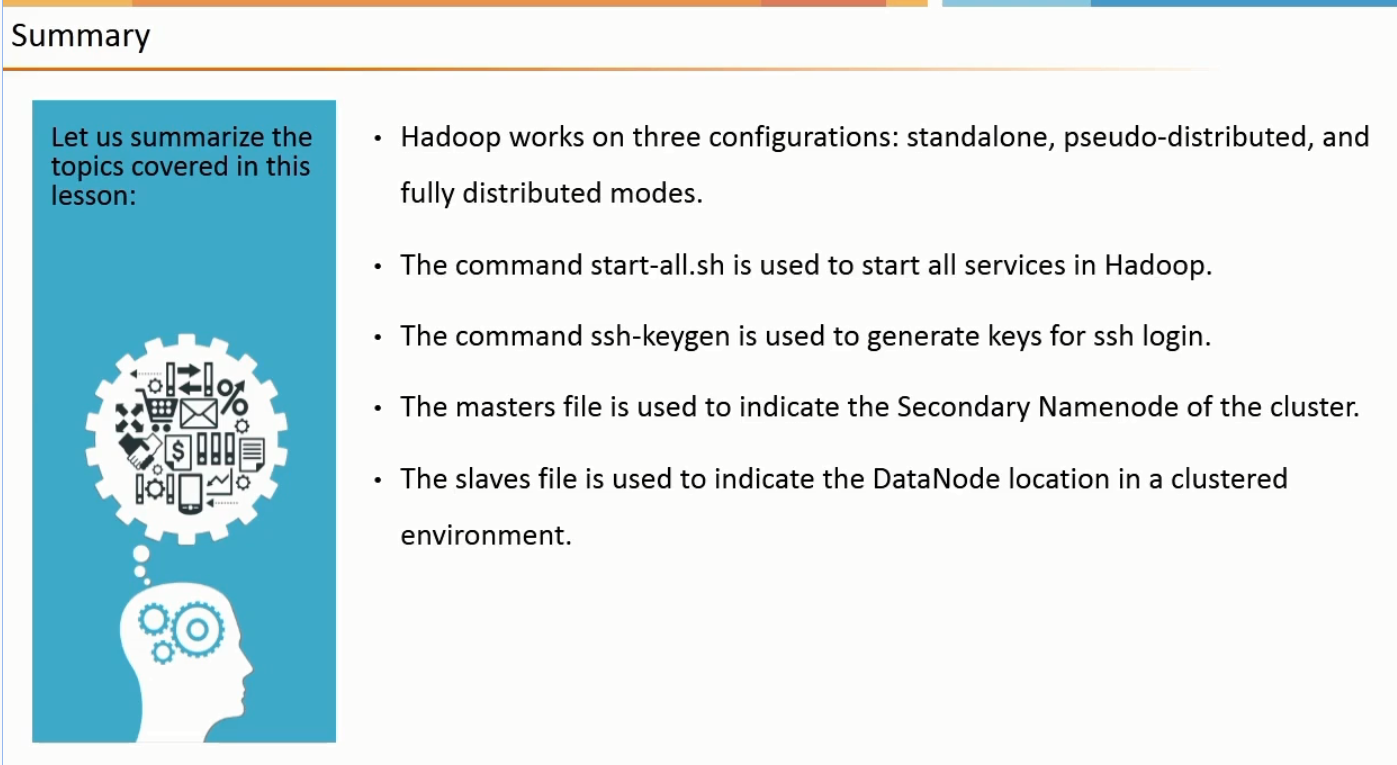 Summary
Let us summarize the
topics covered in this
lesson:
• Hadoop works on three configurations: standalone, pseudo-distributed, and
fully distributed modes.
• The command start-all.sh is used to start all services in Hadoop.
• The command ssh-keygen is used to generate keys for ssh login.
• The masters file is used to indicate the Secondary Namenode of the cluster.
• The slaves file is used to indicate the DataNode location in a clustered
environment.